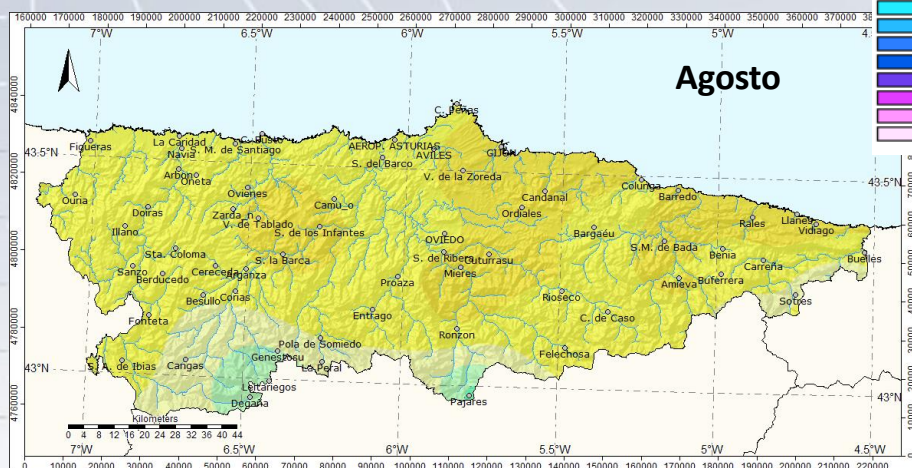 160000 170000 180000 190000 200000 210000 220000 230000 240000 250000 260000 270000 280000 290000 300000 310000 320000 330000 340000 350000 360000 370000
7°W 6.5°W 6°W 5.5°W 5°W
Agosto
4840000
C. Peñas
La Caridad C. Busto AEROP. ASTURIAS
Figueras Navia S. M. de Santiago AVILES GIJON
43.5°N S. del Barco 43.5°N
4820000 Arbon Oneta V. de la Zoreda Colunga
Ouria Ovienes Camu_o Candanal Barredo
Doiras Zarda_n Ordiales Rales Llanes
Illano V. de Tablado S. de los Infantes Bargaéu Vidiago
4800000 OVIEDO S.M. de Bada
Sta. Coloma S. la Barca S. de Ribera Cuturrasu Benia Buelles
Sanzo Cereceda Arganza Mieres Carreña
Berducedo Proaza Amieva Buferrera
Besullo Corias Rioseco Sotres
Fonteta Entrago C. de Caso
4780000 Ronzon
Pola de Somiedo
43°N S. A. de Ibias Cangas Genestosu La Peral Felechosa
Leitariegos 43°N
4760000 Degaña Pajares
Kilometers
0 4 8 12 16 20 24 28 32 36 40 44
7°W 6.5°W 6°W 5.5°W 5°W 4.5°W
0 10000 20000 30000 40000 50000 60000 70000 80000 90000 100000 110000 120000 130000 140000 150000 160000 170000 180000 190000 200000 210000 220000